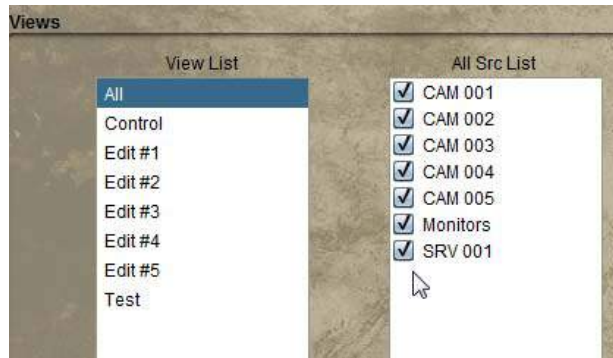 Views
View List
All
Control
Edit #1
Edit #2
Edit #3
Edit #4
Edit #5
Test
All Src List
CAM 001
CAM 002
CAM 003
CAM 004
CAM 005
Monitors
SRV 001